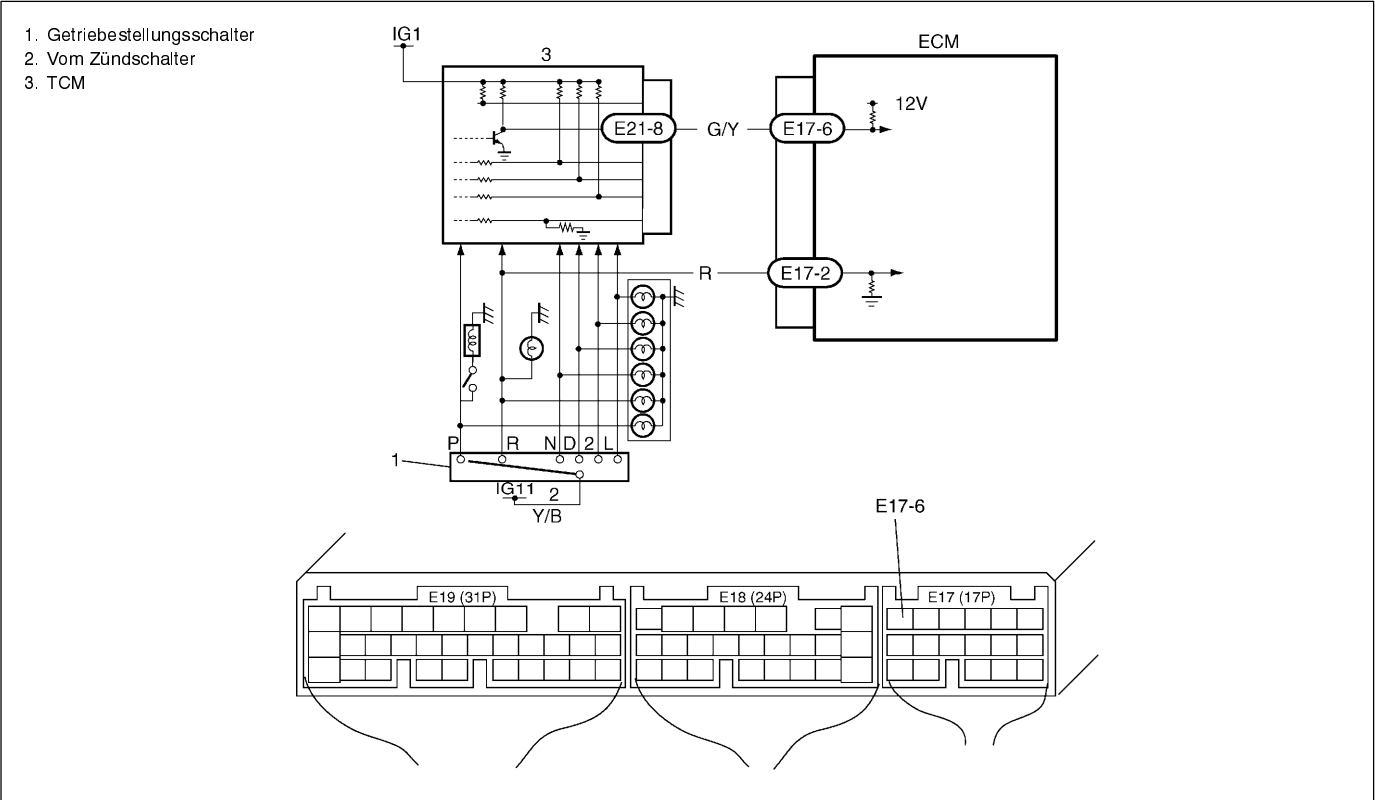 1. Getriebestellungsschalter
2. Vom Zündschalter
3. TCM
IG1
3
ECM
12V
E21-8
G/Y
E17-6
R
E17-2
P R N D 2 L
1
IG11
2
Y/B
E17-6
E19 (31P)
E18 (24P)
E17 (17P)